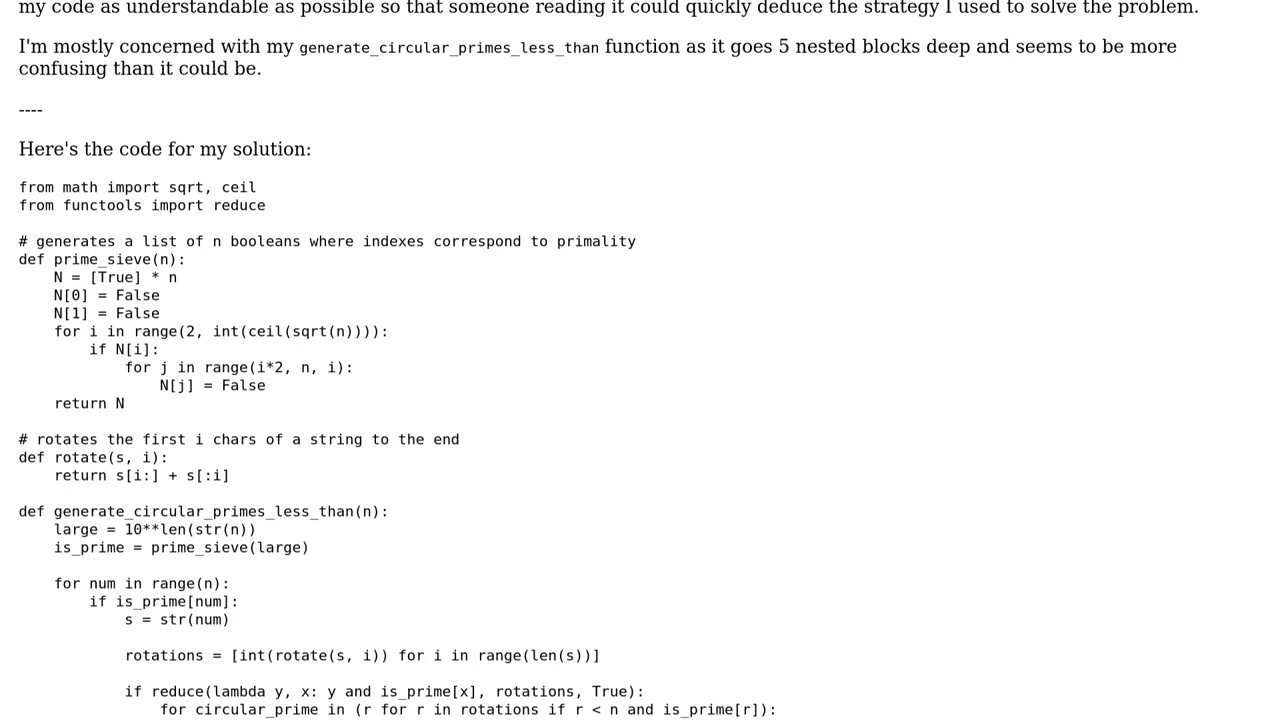 my code as understandable as possible so that someone reading it could quickly deduce the strategy I used to solve the problem.
I'm mostly concerned with my generate_circular_primes_less_than function as it goes 5 nested blocks deep and seems to be more
confusing than it could be.
----
Here's the code for my solution:
from math import sqrt, ceil
from functools import reduce
# generates a list of n booleans where indexes correspond to primality
def prime_sieve(n):
    N = [True] * n
    N[0] = False
    N[1] = False
    for i in range(2, int(ceil(sqrt(n)))):
        if N[i]:
            for j in range(i*2, n, i):
                N[j] = False
    return N
# rotates the first i chars of a string to the end
def rotate(s, i):
    return s[i:] + s[:i]
def generate_circular_primes_less_than(n):
    large = 10**len(str(n))
    is_prime = prime_sieve(large)
    for num in range(n):
        if is_prime[num]:
            s = str(num)
            rotations = [int(rotate(s, i)) for i in range(len(s))]
            if reduce(lambda y, x: y and is_prime[x], rotations, True):
                for circular_prime in (r for r in rotations if r < n and is_prime[r]):